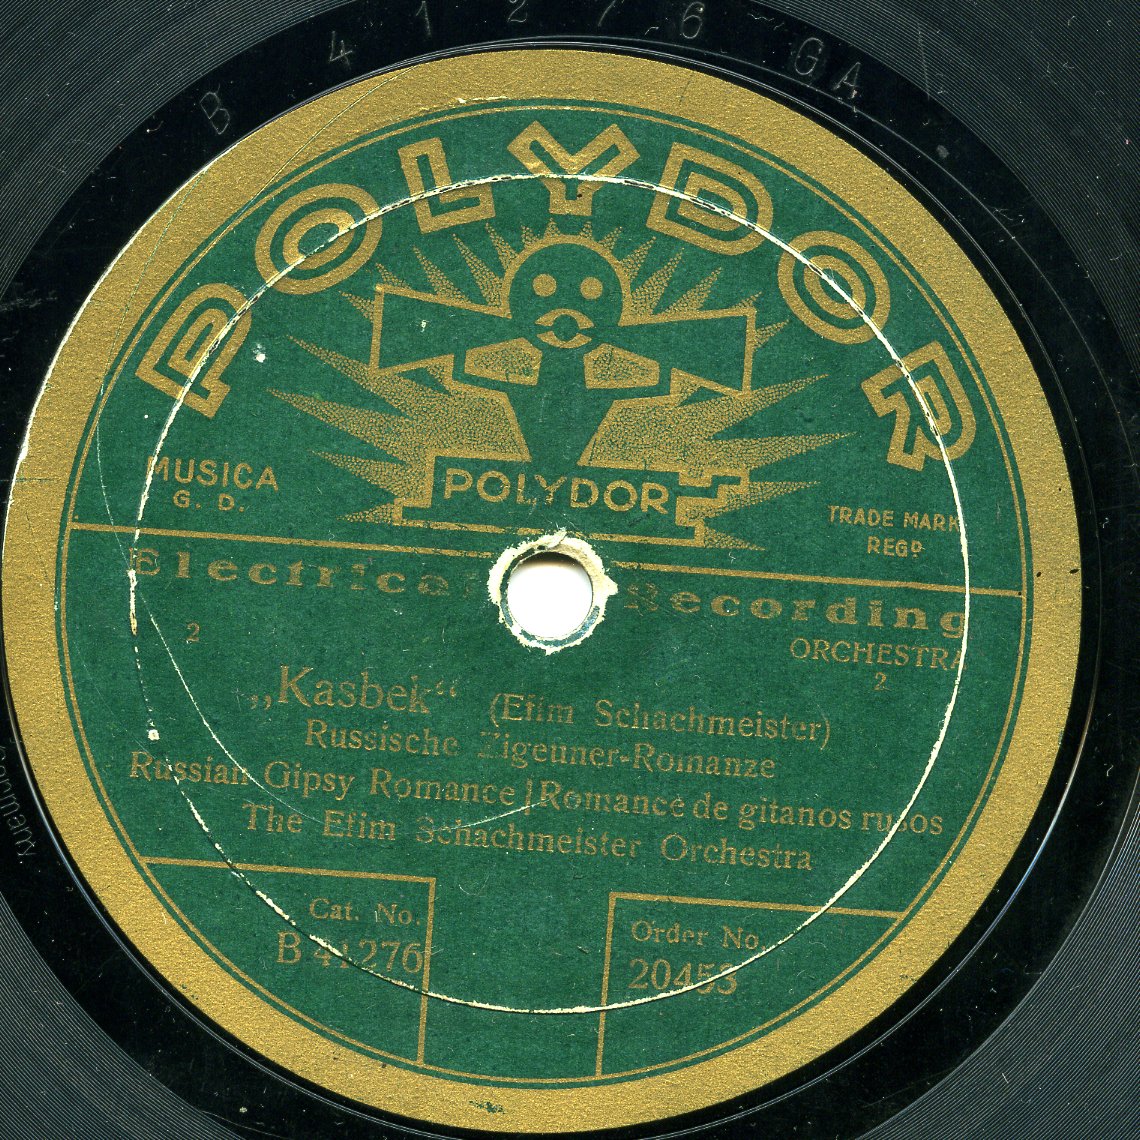 B 41276 GA
POLYDOR
POLYDOR
MUSICA
G. D.
TRADE MARK
REGD
Electrical Recording
2
ORCHESTRA
2
„Kasbek“ (Efim Schachmeister)
Russische Zigeuner-Romanze
Russian Gipsy Romance | Romance de gitanos rusos
The Efim Schachmeister Orchestra
Cat. No.
B 41276
Order No.
20453
Germany